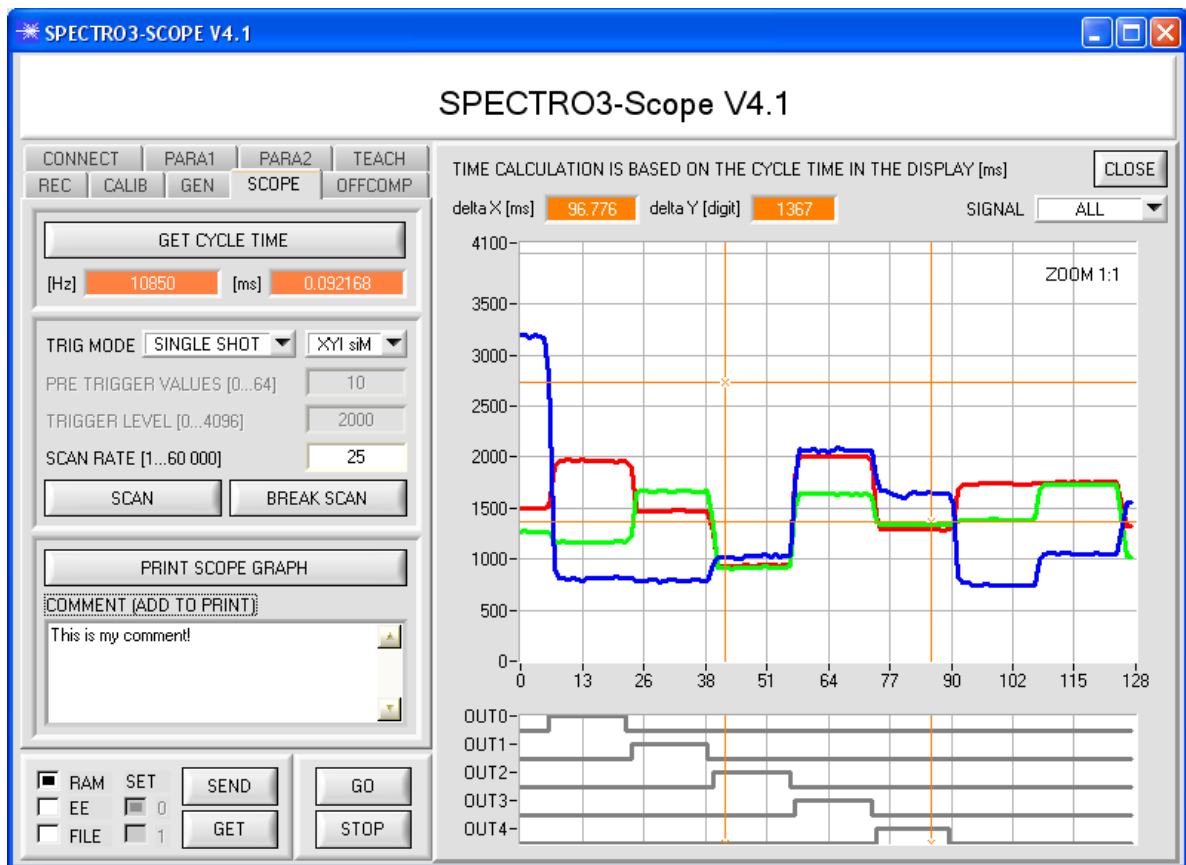 SPECTRO3-SCOPE V4.1
SPECTRO3-Scope V4.1
CONNECT PARA1 PARA2 TEACH
REC CALIB GEN SCOPE OFFCOMP
GET CYCLE TIME
[Hz] 10850 [ms] 0.092168
TRIG MODE SINGLE SHOT XYI siM
PRE TRIGGER VALUES [0...64] 10
TRIGGER LEVEL [0...4096] 2000
SCAN RATE [1...60 000] 25
SCAN BREAK SCAN
PRINT SCOPE GRAPH
COMMENT (ADD TO PRINT)
This is my comment!
RAM SET SEND GO
EE 0
FILE 1 GET STOP
TIME CALCULATION IS BASED ON THE CYCLE TIME IN THE DISPLAY [ms] CLOSE
delta X [ms] 96.776 delta Y [digit] 1367 SIGNAL ALL
4100
ZOOM 1:1
3500
3000
2500
2000
1500
1000
500
0
0 13 26 38 51 64 77 90 102 115 128
OUT0
OUT1
OUT2
OUT3
OUT4